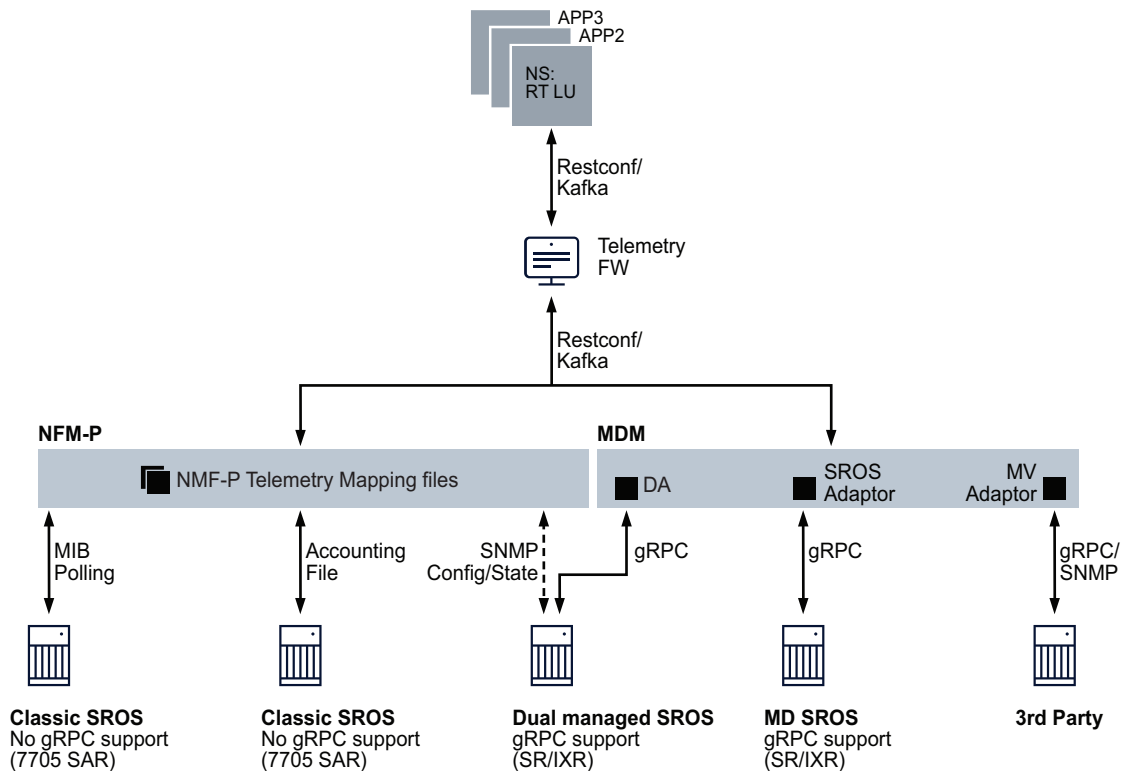 APP3
APP2
NS:
RT LU
Restconf/
Kafka
Telemetry
FW
Restconf/
Kafka
NFM-P
MDM
NMF-P Telemetry Mapping files
DA
SROS
Adaptor
MV
Adaptor
MIB
Polling
Accounting
File
SNMP
Config/State
gRPC
gRPC
gRPC/
SNMP
Classic SROS
No gRPC support
(7705 SAR)
Classic SROS
No gRPC support
(7705 SAR)
Dual managed SROS
gRPC support
(SR/IXR)
MD SROS
gRPC support
(SR/IXR)
3rd Party